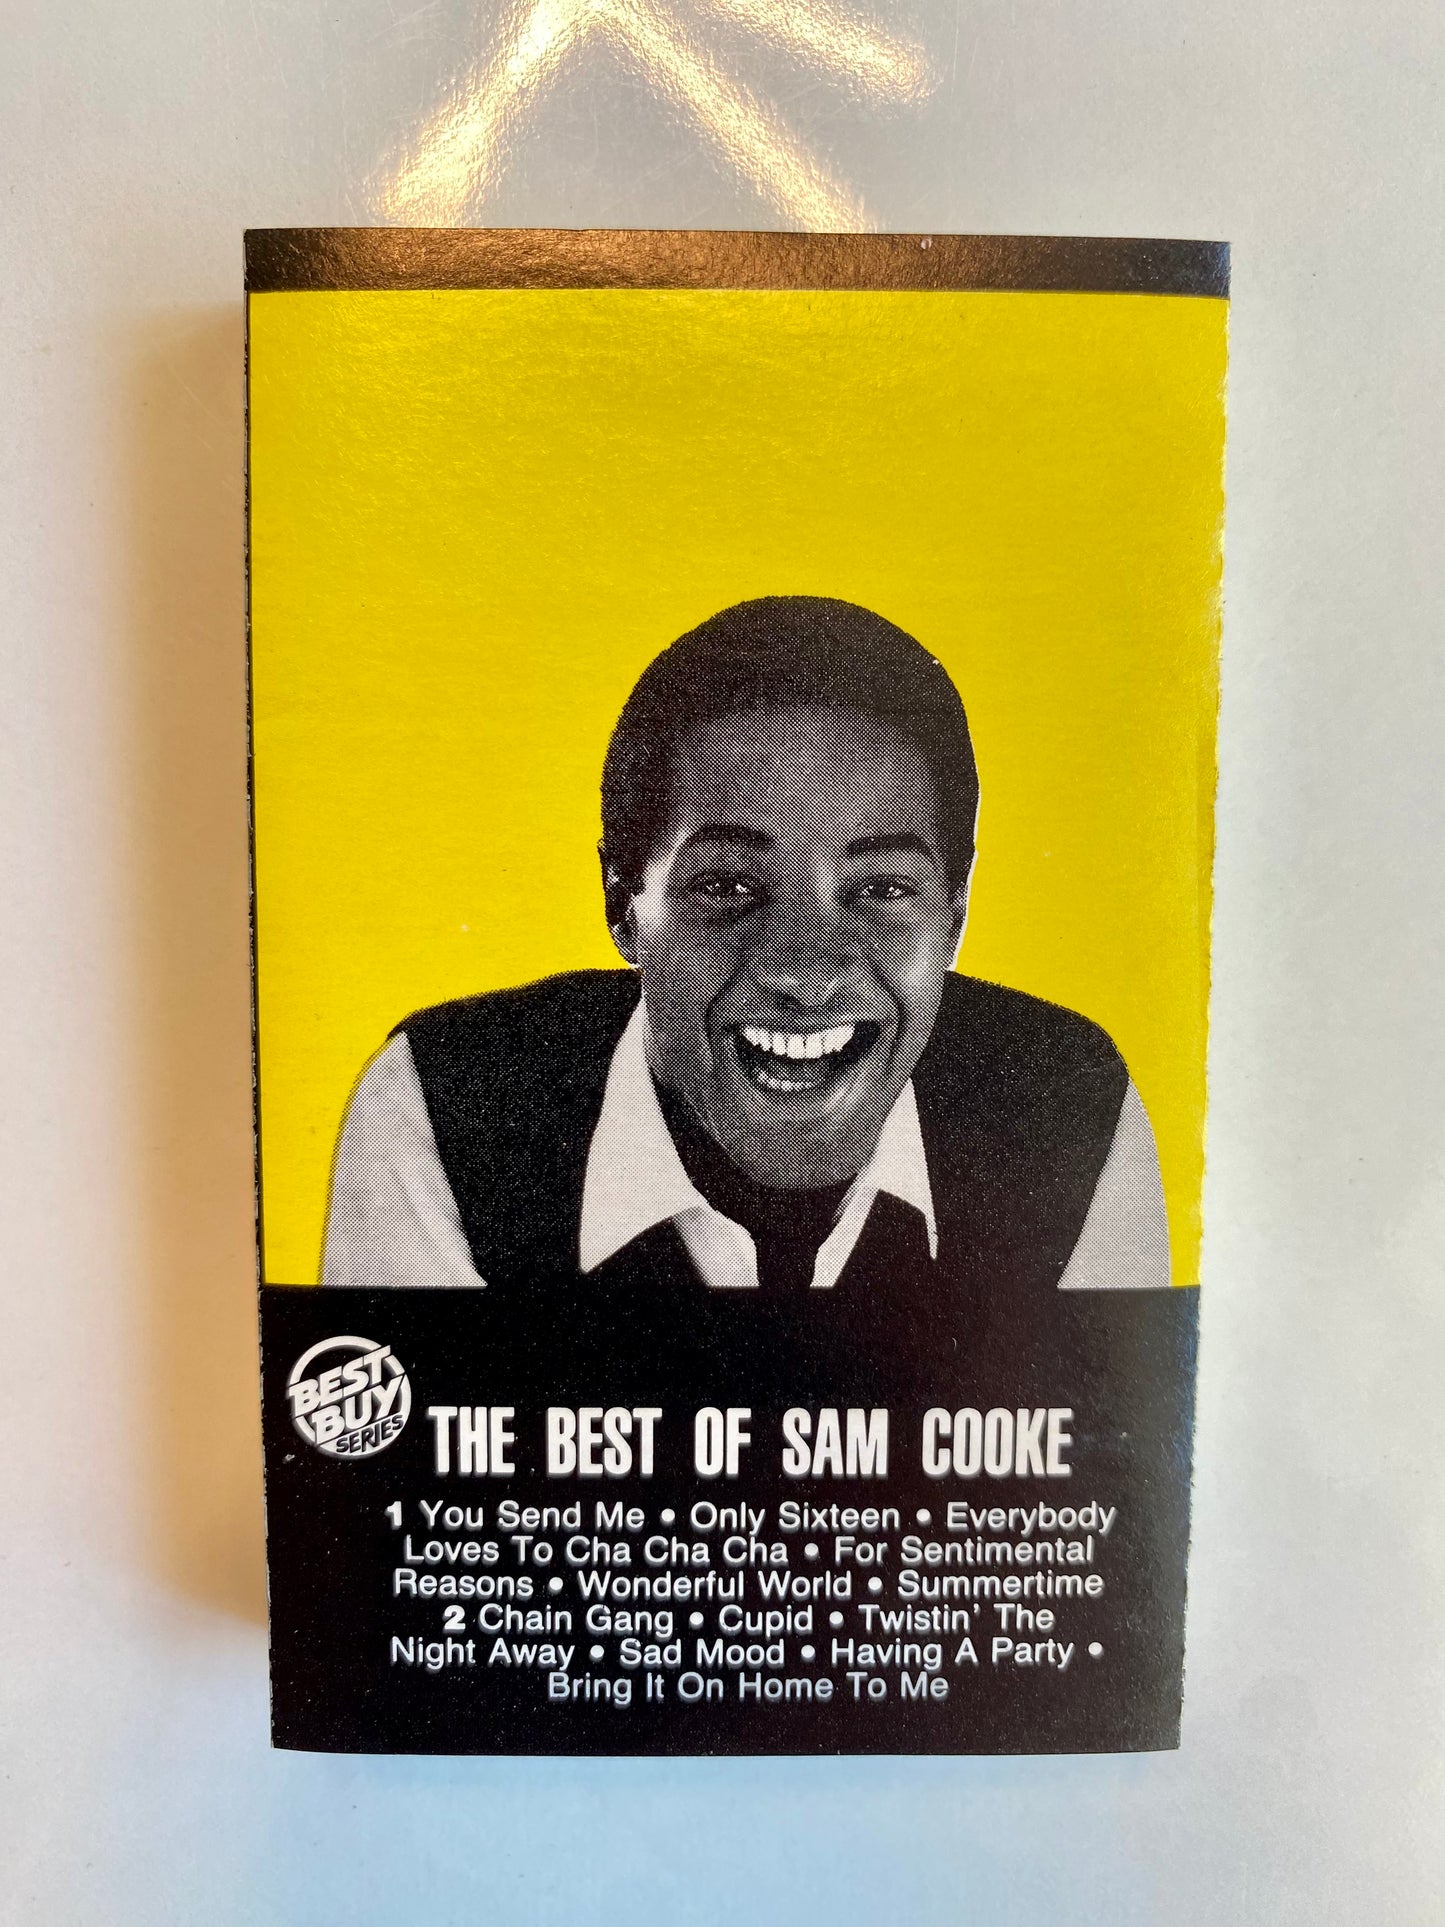 BEST
BUY
SERIES
THE BEST OF SAM COOKE
1 You Send Me • Only Sixteen • Everybody
Loves To Cha Cha Cha • For Sentimental
Reasons • Wonderful World • Summertime
2 Chain Gang • Cupid • Twistin' The
Night Away • Sad Mood • Having A Party •
Bring It On Home To Me